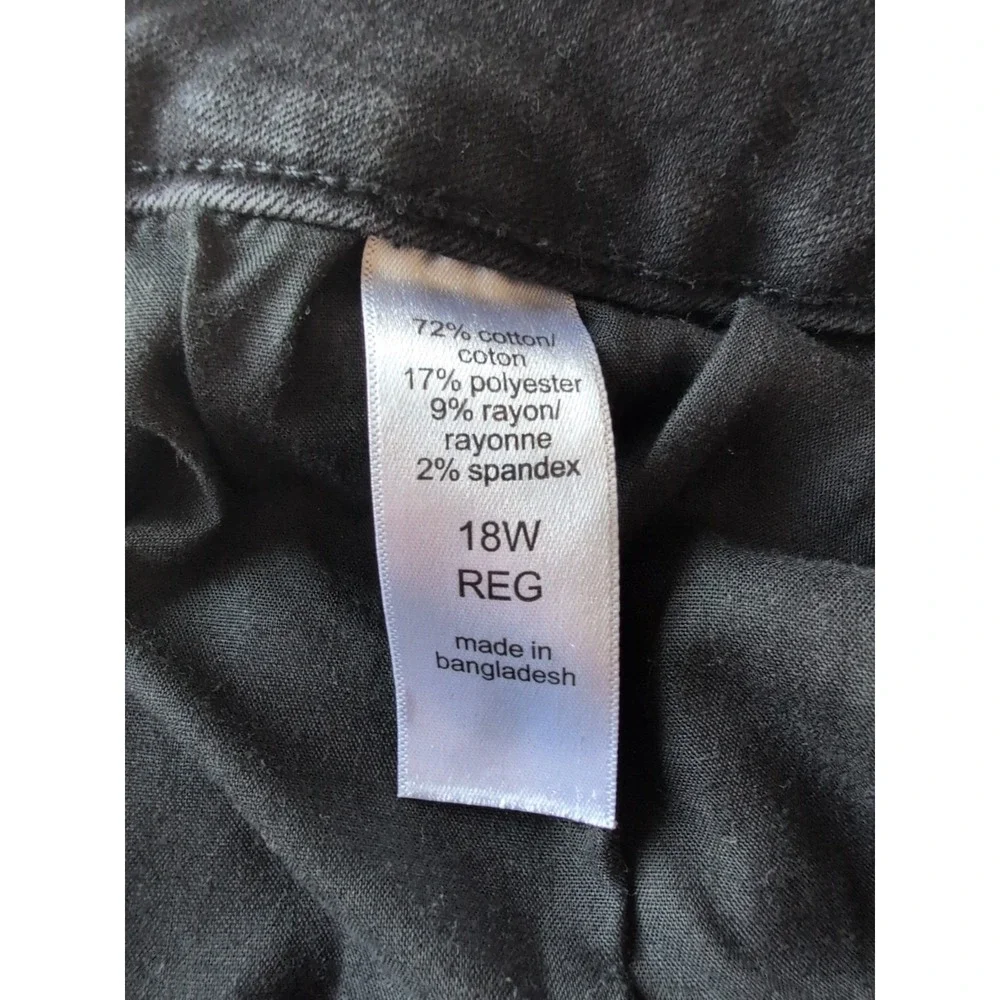 72% cotton/
coton
17% polyester
9% rayon/
rayonne
2% spandex
18W
REG
made in
bangladesh